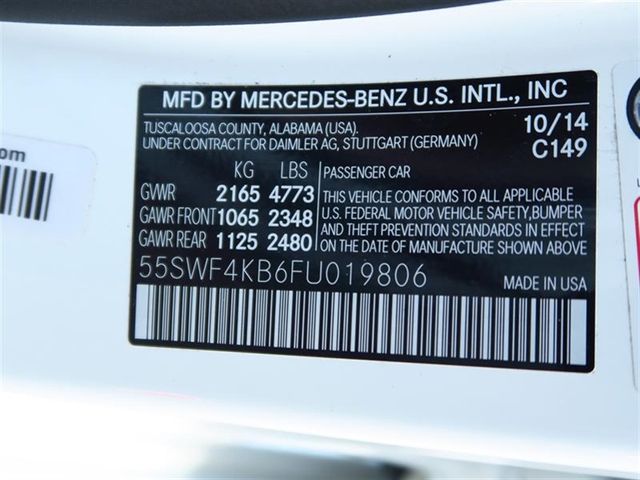 MFD BY MERCEDES-BENZ U.S. INTL., INC
TUSCALOOSA COUNTY, ALABAMA (USA). 10/14
UNDER CONTRACT FOR DAIMLER AG, STUTTGART (GERMANY) C149
KG LBS PASSENGER CAR
GVWR 2165 4773 THIS VEHICLE CONFORMS TO ALL APPLICABLE
GAWR FRONT 1065 2348 U.S. FEDERAL MOTOR VEHICLE SAFETY,BUMPER
GAWR REAR 1125 2480 AND THEFT PREVENTION STANDARDS IN EFFECT
ON THE DATE OF MANUFACTURE SHOWN ABOVE.
55SWF4KB6FU019806 MADE IN USA
om